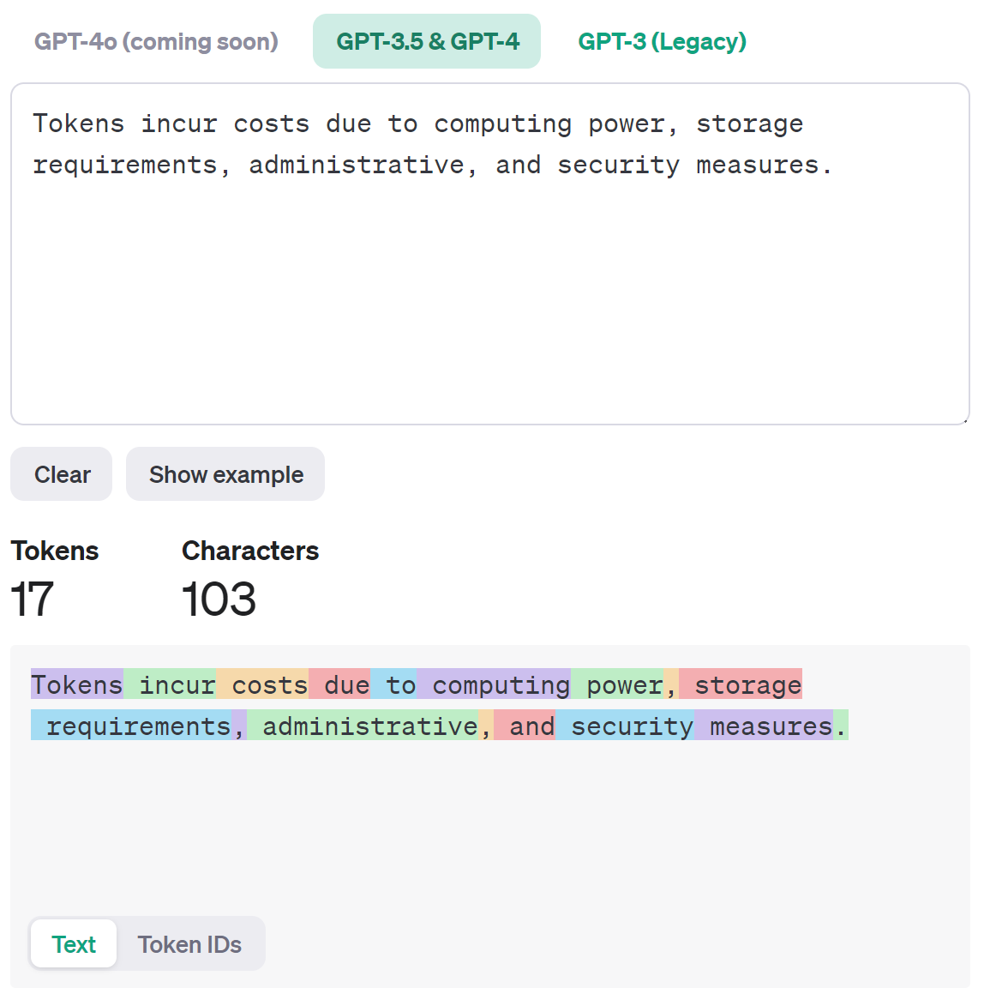 GPT-4o (coming soon) GPT-3.5 & GPT-4 GPT-3 (Legacy)
Tokens incur costs due to computing power, storage
requirements, administrative, and security measures.
Clear Show example
Tokens Characters
17 103
Tokens incur costs due to computing power, storage
requirements, administrative, and security measures.
Text Token IDs